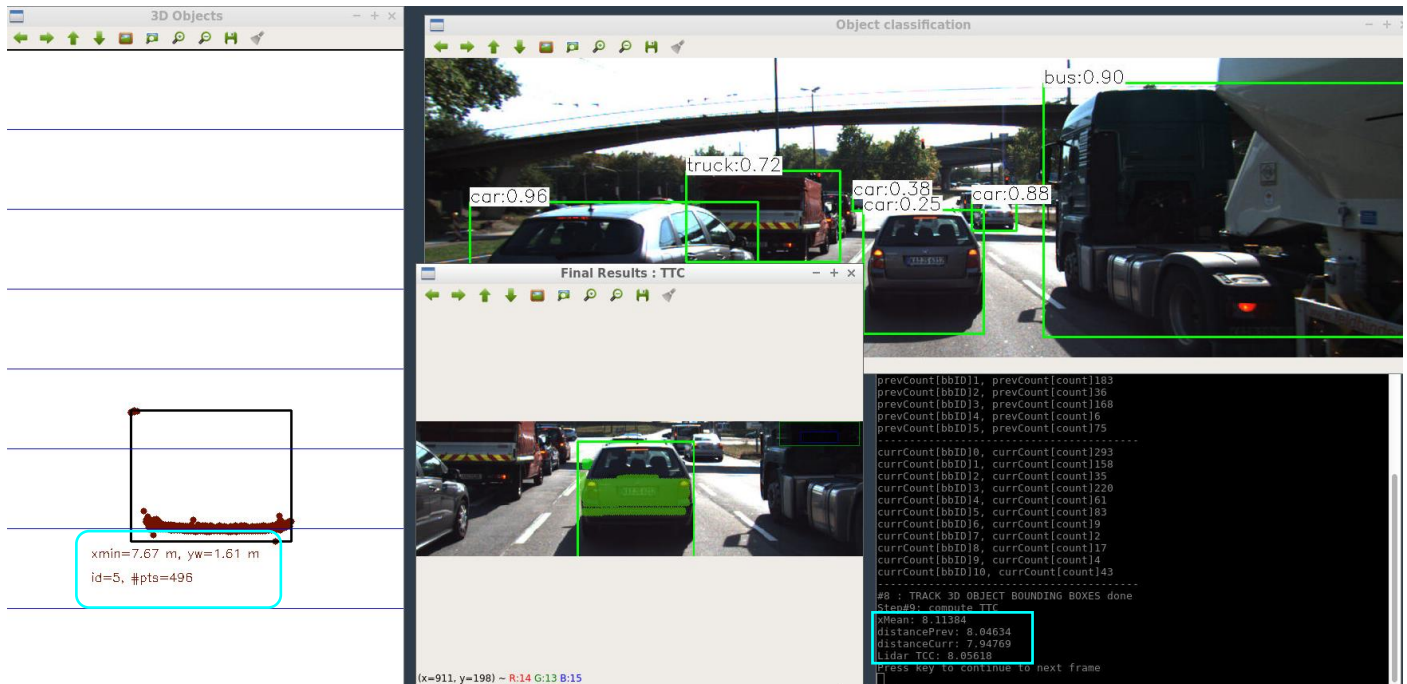 3D Objects
xmin=7.67 m, yw=1.61 m
id=5, #pts=496
Object classification
bus:0.90
truck:0.72
car:0.96
car:0.38
car:0.25
car:0.88
Final Results : TTC
(x=911, y=198) ~ R:14 G:13 B:15
prevCount[bbID]1, prevCount[count]183
prevCount[bbID]2, prevCount[count]36
prevCount[bbID]3, prevCount[count]168
prevCount[bbID]4, prevCount[count]6
prevCount[bbID]5, prevCount[count]75
----------------------------------------
currCount[bbID]0, currCount[count]293
currCount[bbID]1, currCount[count]158
currCount[bbID]2, currCount[count]35
currCount[bbID]3, currCount[count]220
currCount[bbID]4, currCount[count]61
currCount[bbID]5, currCount[count]83
currCount[bbID]6, currCount[count]9
currCount[bbID]7, currCount[count]2
currCount[bbID]8, currCount[count]17
currCount[bbID]9, currCount[count]4
currCount[bbID]10, currCount[count]43
----------------------------------------
#8 : TRACK 3D OBJECT BOUNDING BOXES done
Step#9: compute TTC
xMean: 8.11384
distancePrev: 8.04634
distanceCurr: 7.94769
Lidar TCC: 8.05618
Press key to continue to next frame